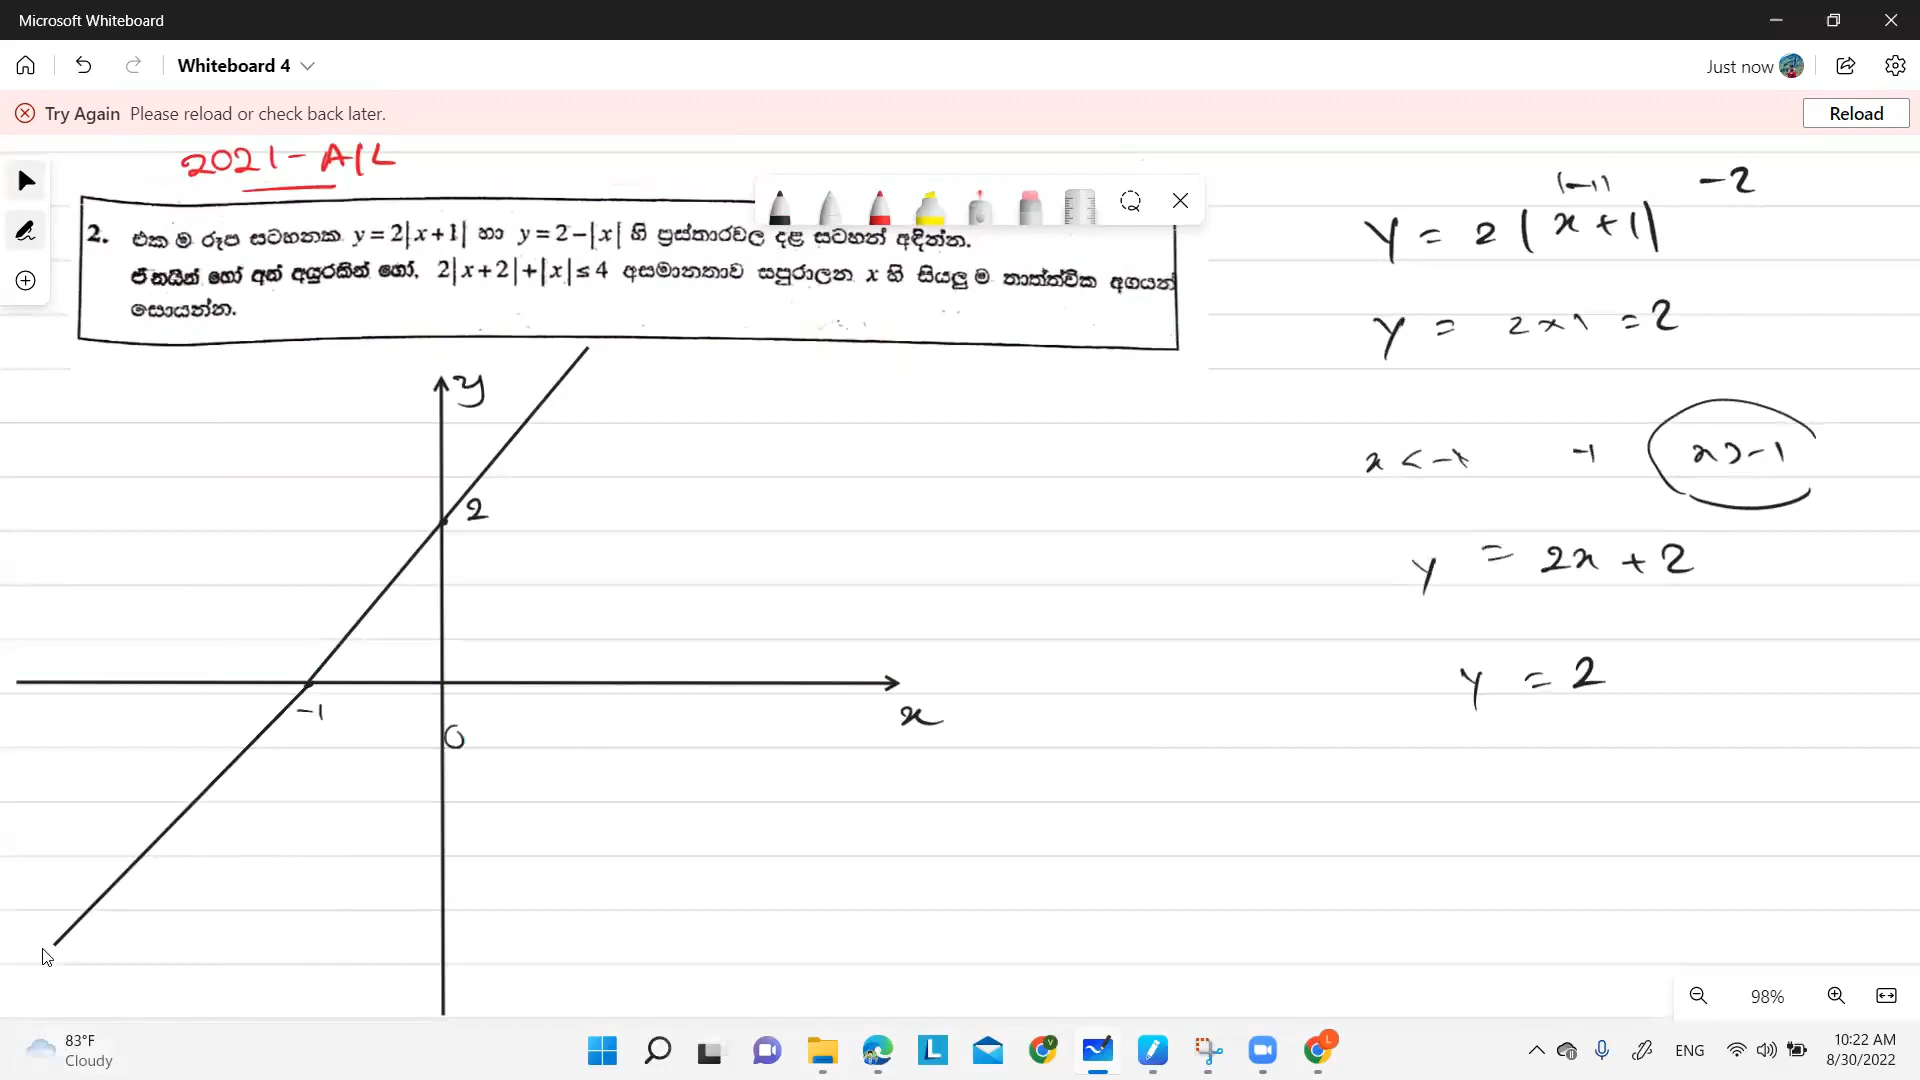 Microsoft Whiteboard
Whiteboard 4
Just now
Try Again Please reload or check back later.
Reload
2021 - A/L
2. එක ම රූප සටහනක y = 2|x+1| හා y = 2 − |x| හි ප්‍රස්තාරවල දළ සටහන් අඳින්න.
ඒ නයින් හෝ අන් අයුරකින් හෝ, 2|x+2|+|x| ≤ 4 අසමානතාව සපුරාලන x හි සියලු ම තාත්ත්වික අගයන්
සොයන්න.
y
2
-1
0
x
(-1) -2
y = 2 | x + 1 |
y = 2 x 1 = 2
x < -1 -1 x > -1
y = 2x + 2
y = 2
98%
83°F
Cloudy
ENG
10:22 AM
8/30/2022